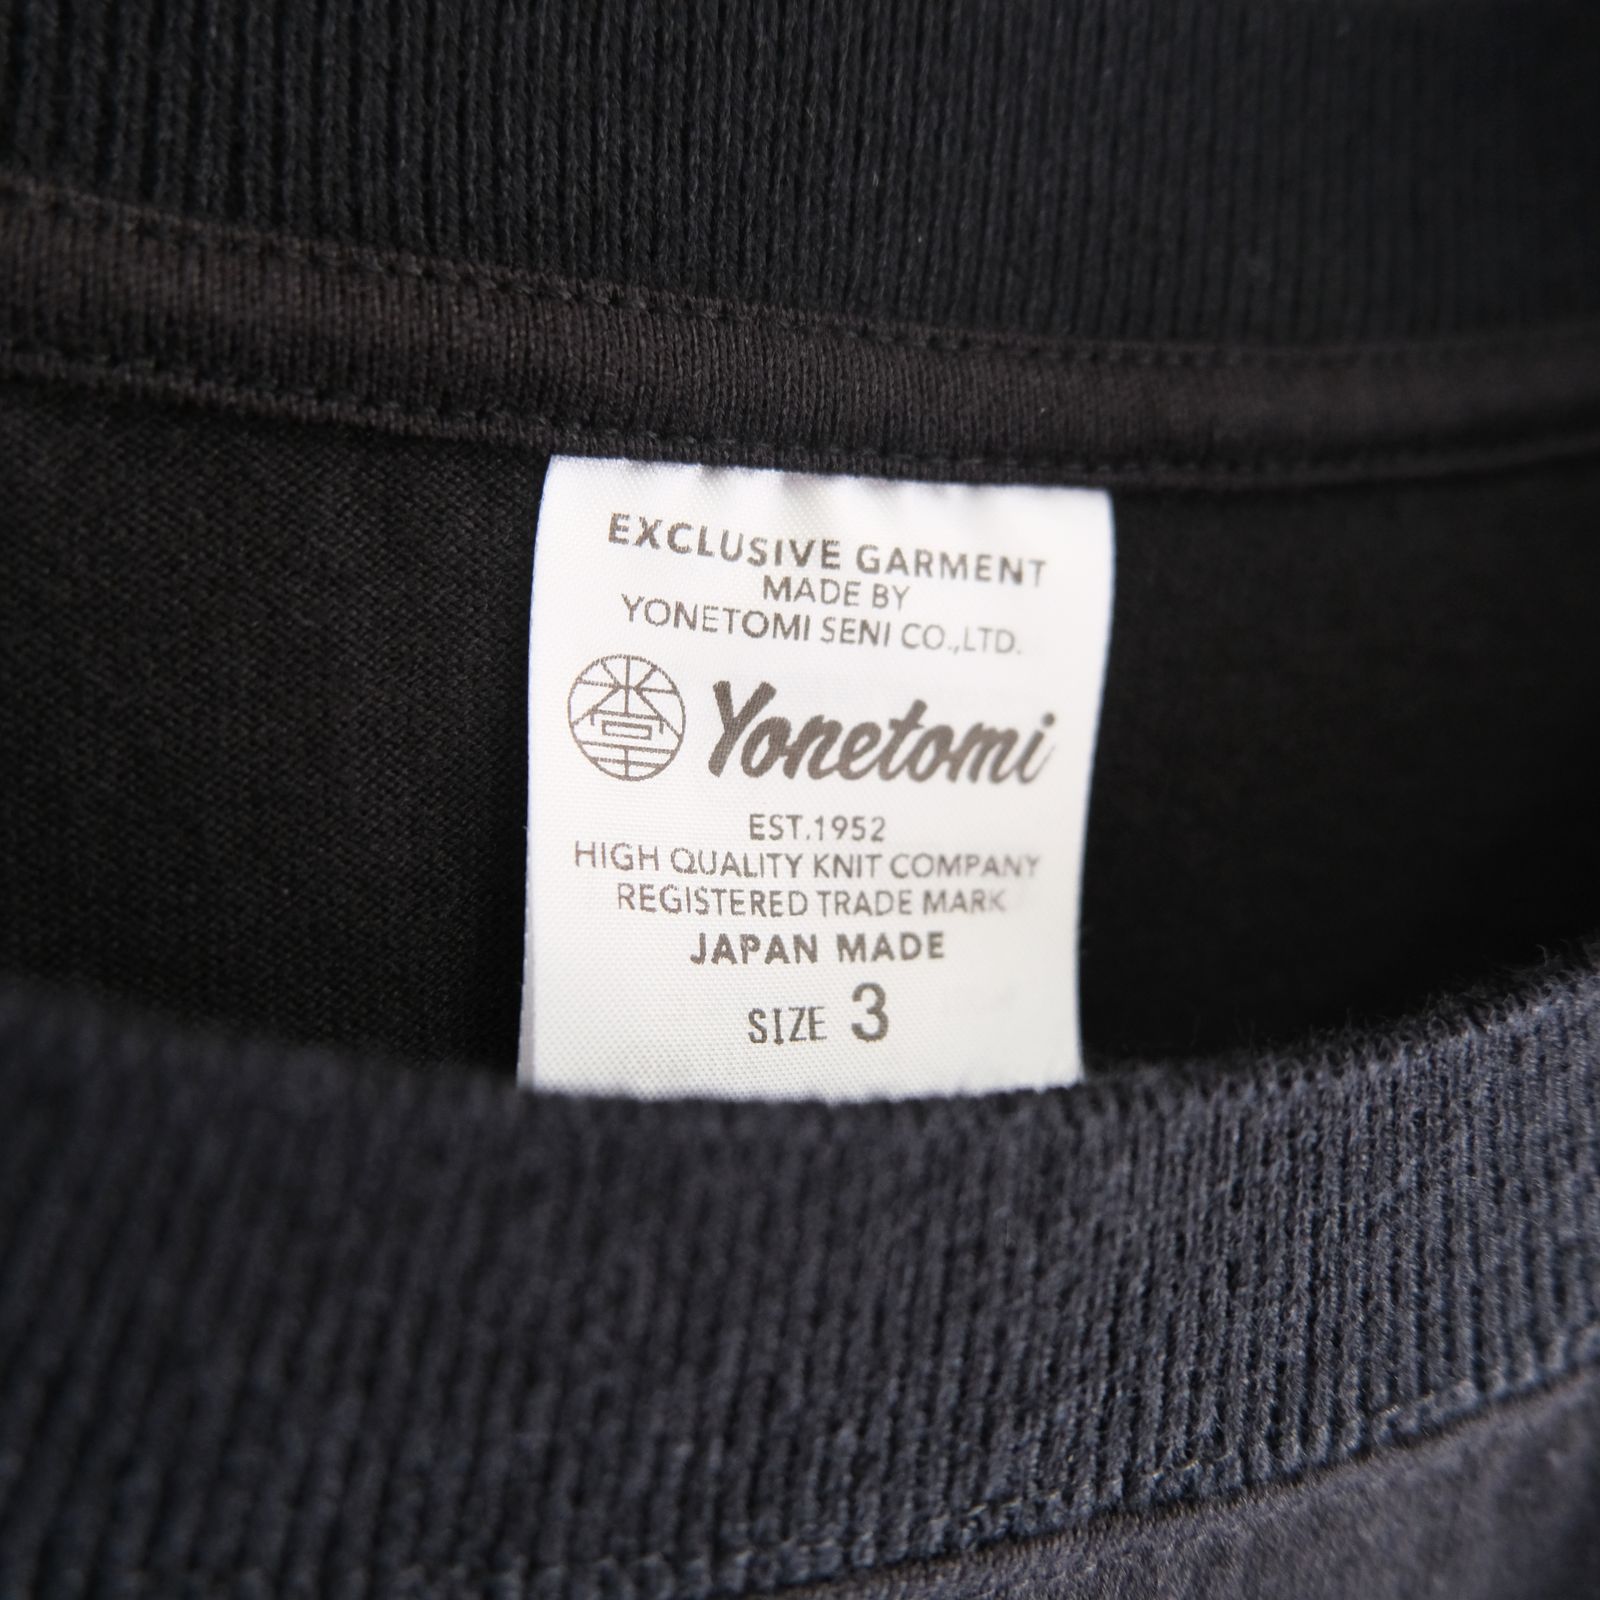 EXCLUSIVE GARMENT
MADE BY
YONETOMI SENI CO.,LTD.
Yonetomi
EST.1952
HIGH QUALITY KNIT COMPANY
REGISTERED TRADE MARK
JAPAN MADE
SIZE 3